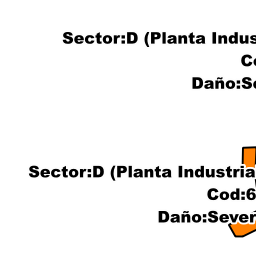 Sector:D (Planta Indus
Co
Daño:Se
Sector:D (Planta Industria
Cod:6
Daño:Sever